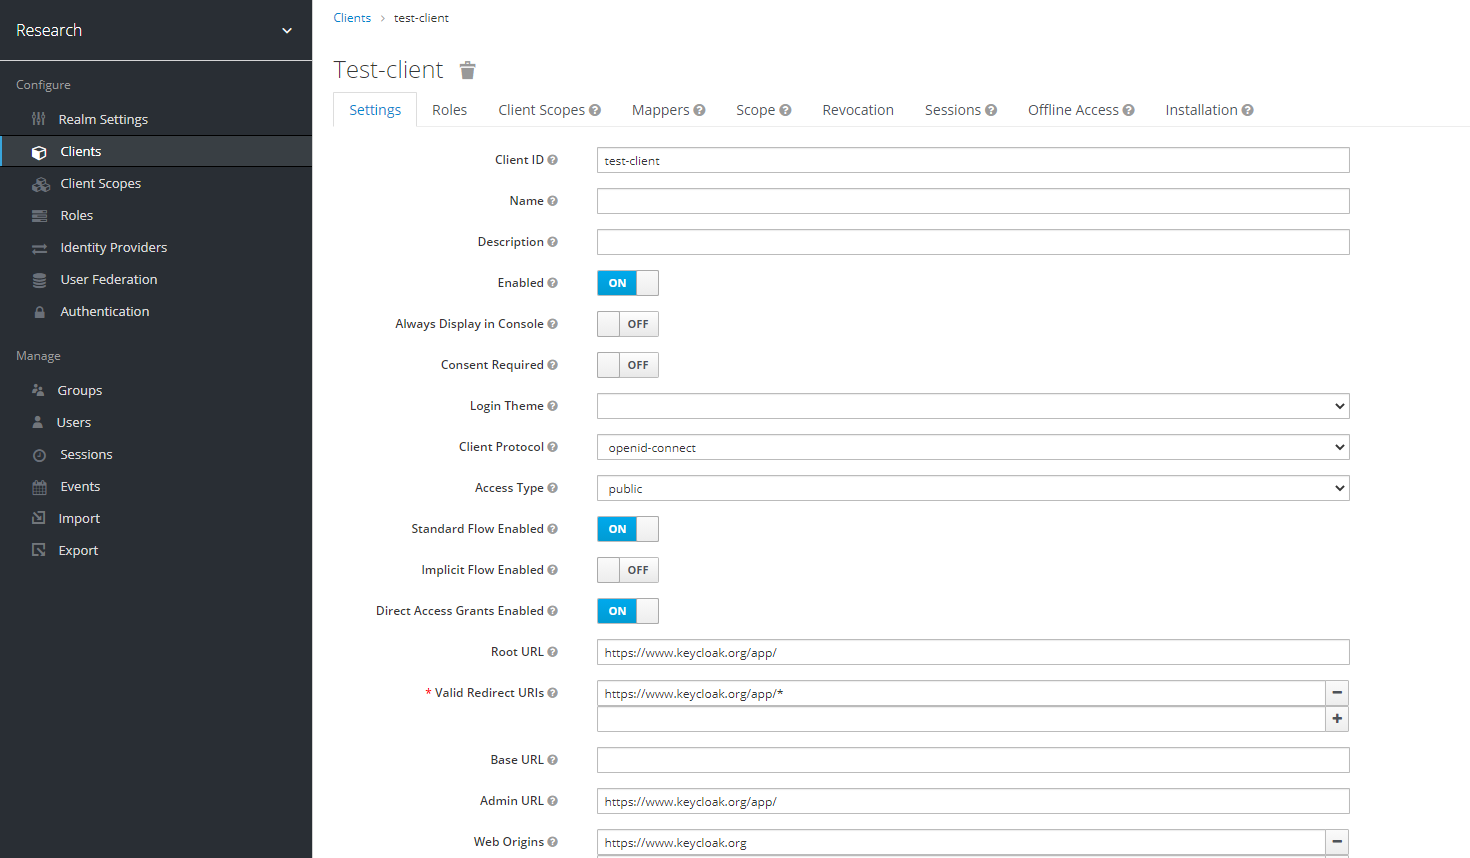 Research
Configure
Realm Settings
Clients
Client Scopes
Roles
Identity Providers
User Federation
Authentication
Manage
Groups
Users
Sessions
Events
Import
Export
Clients › test-client
Test-client
Settings Roles Client Scopes Mappers Scope Revocation Sessions Offline Access Installation
Client ID test-client
Name
Description
Enabled ON
Always Display in Console OFF
Consent Required OFF
Login Theme
Client Protocol openid-connect
Access Type public
Standard Flow Enabled ON
Implicit Flow Enabled OFF
Direct Access Grants Enabled ON
Root URL https://www.keycloak.org/app/
* Valid Redirect URIs https://www.keycloak.org/app/*
Base URL
Admin URL https://www.keycloak.org/app/
Web Origins https://www.keycloak.org